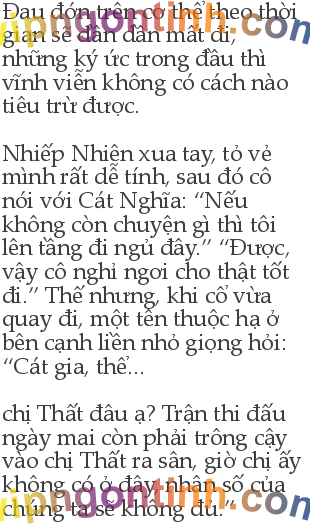 Đau đớn trên cơ thể theo thời
gian sẽ dần dần mất đi,
những ký ức trong đầu thì
vĩnh viễn không có cách nào
tiêu trừ được.
Nhiếp Nhiên xua tay, tỏ vẻ
mình rất dễ tính, sau đó cô
nói với Cát Nghĩa: “Nếu
không còn chuyện gì thì tôi
lên tầng đi ngủ đây.” “Được,
vậy cô nghỉ ngơi cho thật tốt
đi.” Thế nhưng, khi cổ vừa
quay đi, một tên thuộc hạ ở
bên cạnh liền nhỏ giọng hỏi:
“Cát gia, thể...
chị Thất đâu ạ? Trận thi đấu
ngày mai còn phải trông cậy
vào chị Thất ra sân, giờ chị ấy
không có ở đây, nhân số của
chúng ta sẽ không đủ.”
vipngontinh.com
vipngontinh.com